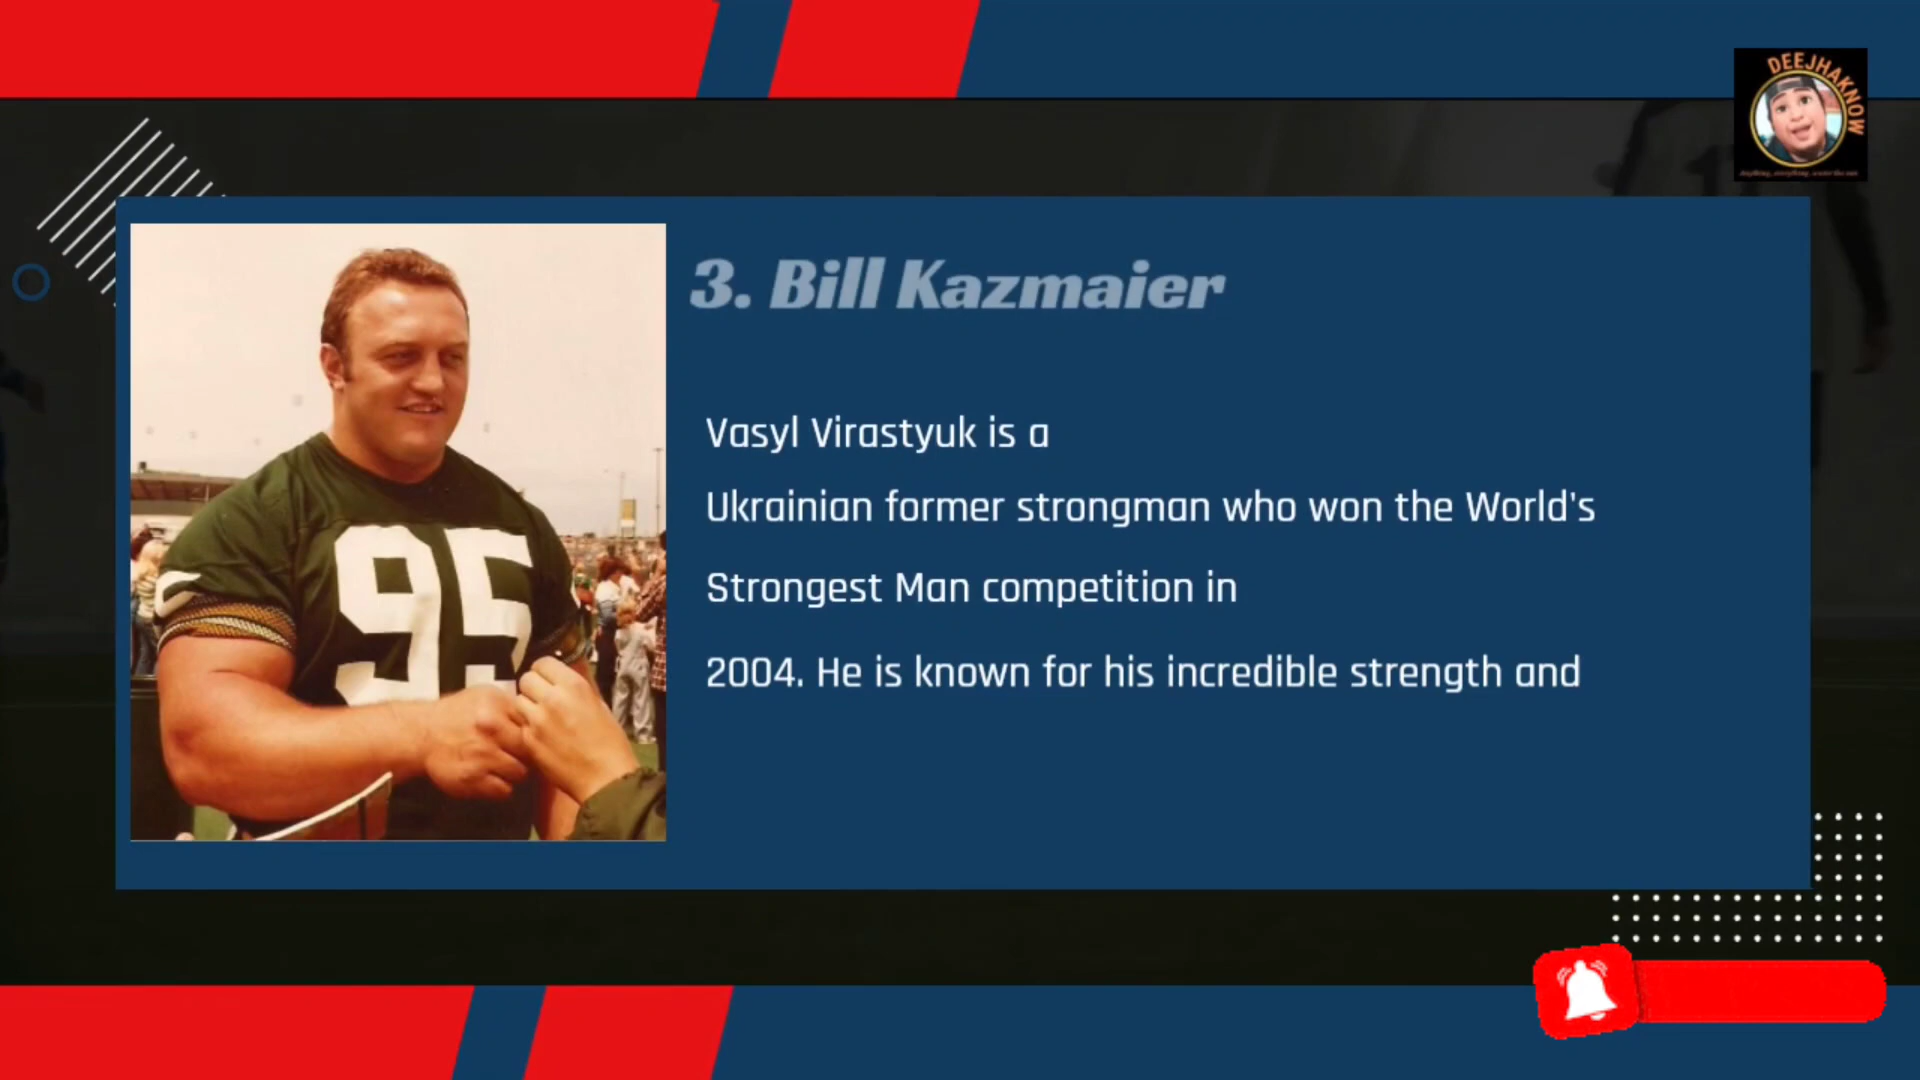 DEEJHAKNOW
3. Bill Kazmaier
Vasyl Virastyuk is a
Ukrainian former strongman who won the World's
Strongest Man competition in
2004. He is known for his incredible strength and
95